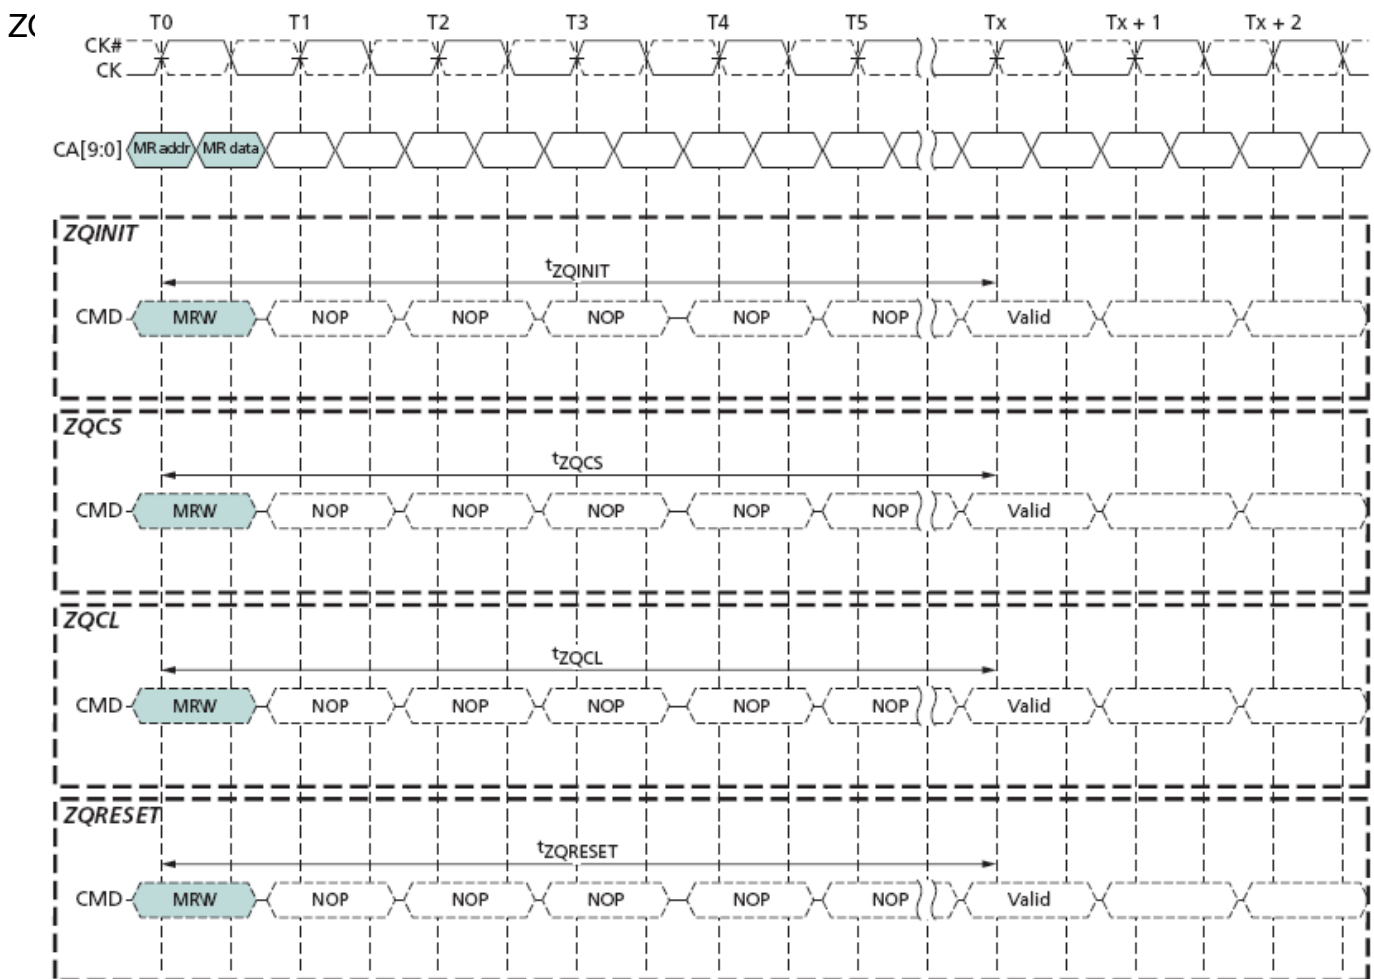 T0 T1 T2 T3 T4 T5 Tx Tx + 1 Tx + 2
CK#
CK
CA[9:0] MR addr MR data
ZQINIT
tZQINIT
CMD MRW NOP NOP NOP NOP NOP Valid
ZQCS
tZQCS
CMD MRW NOP NOP NOP NOP NOP Valid
ZQCL
tZQCL
CMD MRW NOP NOP NOP NOP NOP Valid
ZQRESET
tZQRESET
CMD MRW NOP NOP NOP NOP NOP Valid